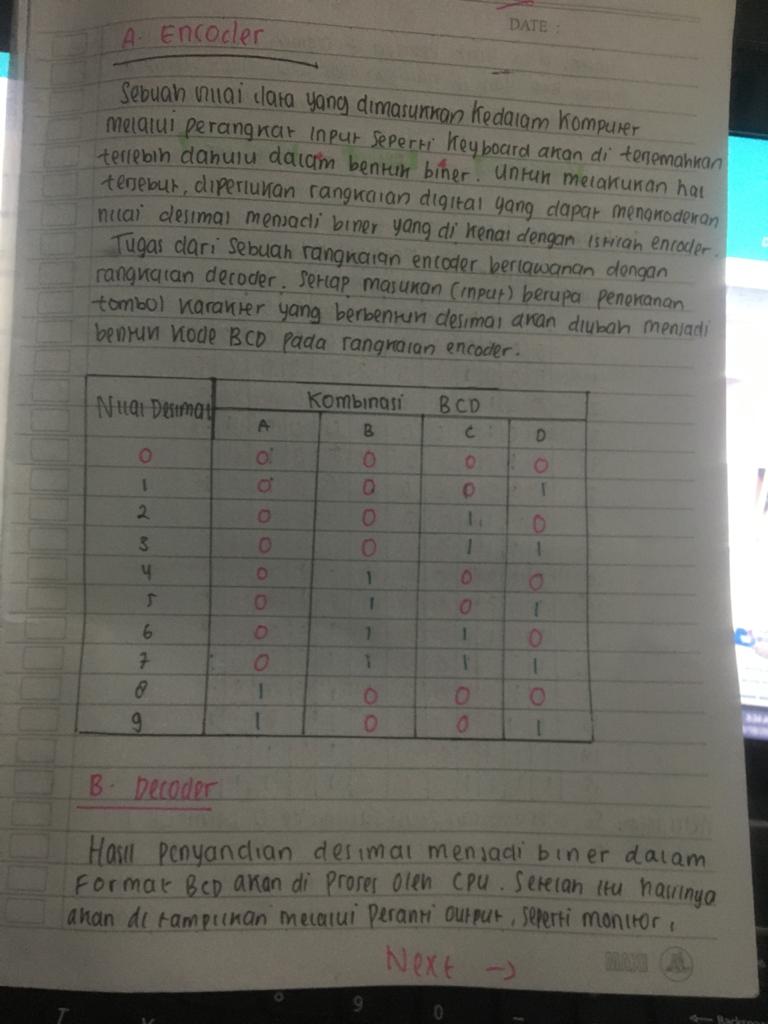 DATE :
A. Encoder
Sebuah nilai data yang dimasukkan kedalam komputer
melalui perangkat input seperti keyboard akan di terjemahkan
terlebih dahulu dalam bentuk biner. Untuk melakukan hal
tersebut, diperlukan rangkaian digital yang dapat mengkodekan
nilai desimal menjadi biner yang di kenal dengan istilah encoder.
Tugas dari sebuah rangkaian encoder berlawanan dengan
rangkaian decoder. Setiap masukan (input) berupa penekanan
tombol karakter yang berbentuk desimal akan diubah menjadi
bentuk kode BCD pada rangkaian encoder.
Nilai Desimal Kombinasi BCD
A B C D
0 0 0 0 0
1 0 0 0 1
2 0 0 1 0
3 0 0 1 1
4 0 1 0 0
5 0 1 0 1
6 0 1 1 0
7 0 1 1 1
8 1 0 0 0
9 1 0 0 1
B. Decoder
Hasil penyandian desimal menjadi biner dalam
Format BCD akan di proses oleh CPU. Setelah itu hasilnya
akan di tampilkan melalui Peranti output, seperti monitor,
Next →
9 0